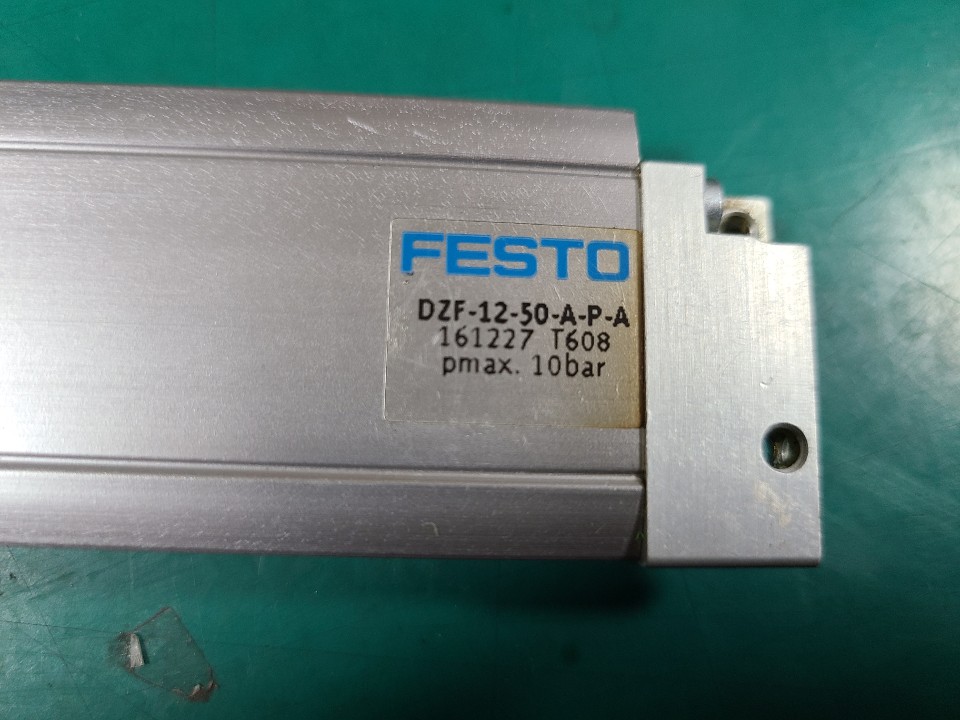 FESTO
DZF-12-50-A-P-A
161227 T608
pmax. 10bar